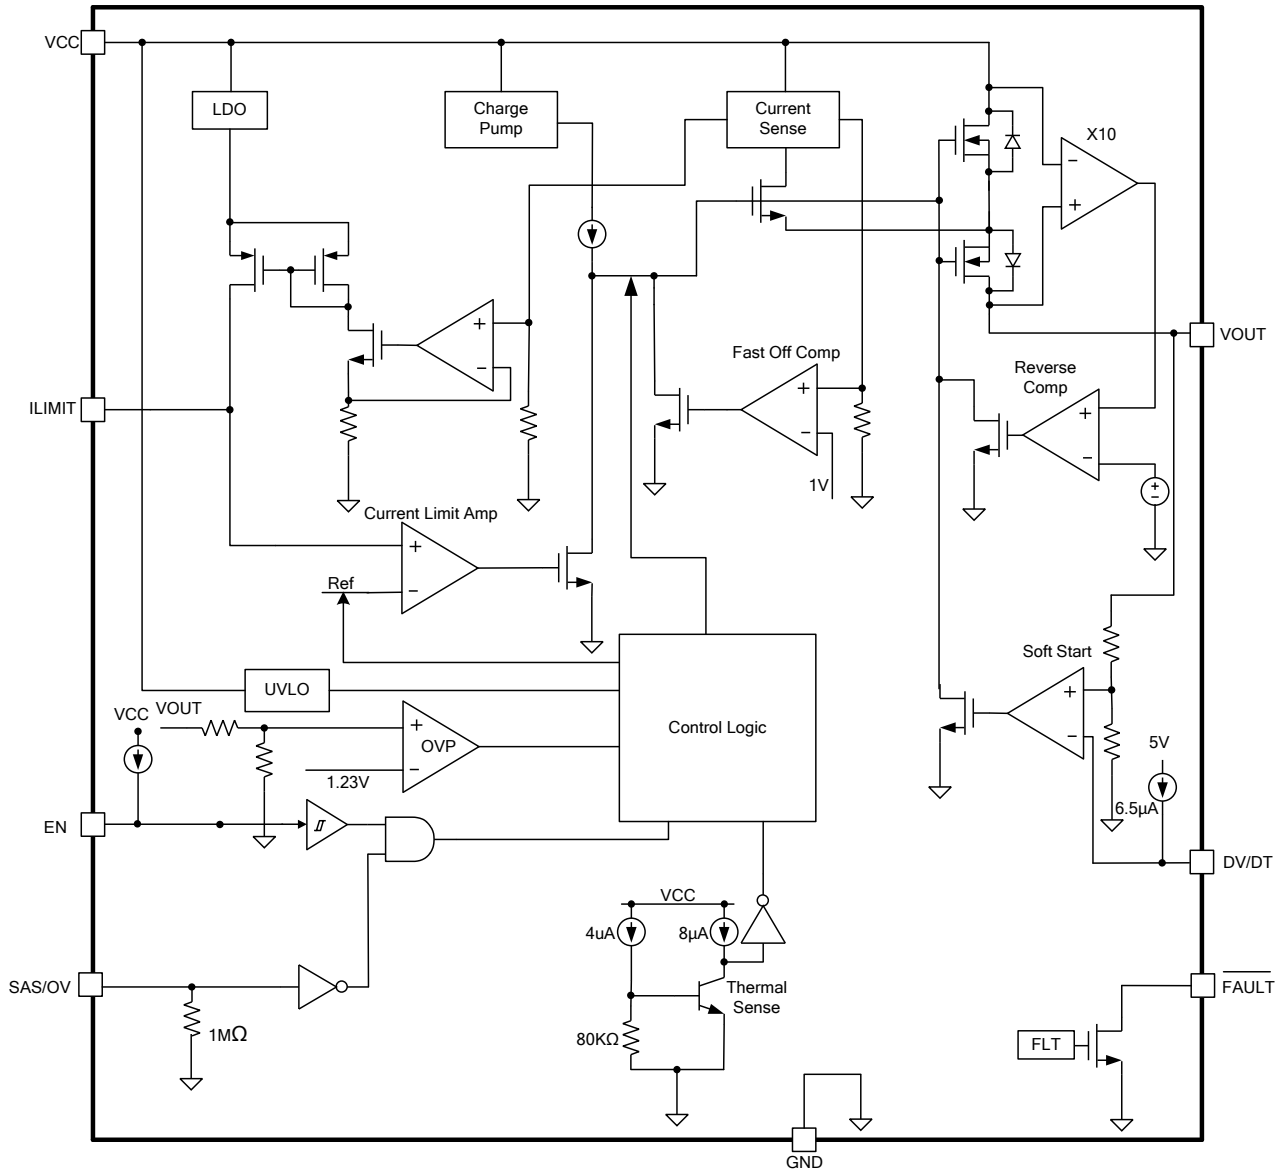 VCC
LDO
Charge
Pump
Current
Sense
X10
+
−
−
+
VOUT
Fast Off Comp
Reverse
Comp
+
−
+
−
1V
+
−
ILIMIT
Current Limit Amp
+
−
Ref
Soft Start
+
−
UVLO
Control Logic
VCC
VOUT
+
OVP
−
1.23V
5V
6.5µA
EN
DV/DT
VCC
4uA
8µA
SAS/OV
1MΩ
Thermal
Sense
80KΩ
FAULT
FLT
GND